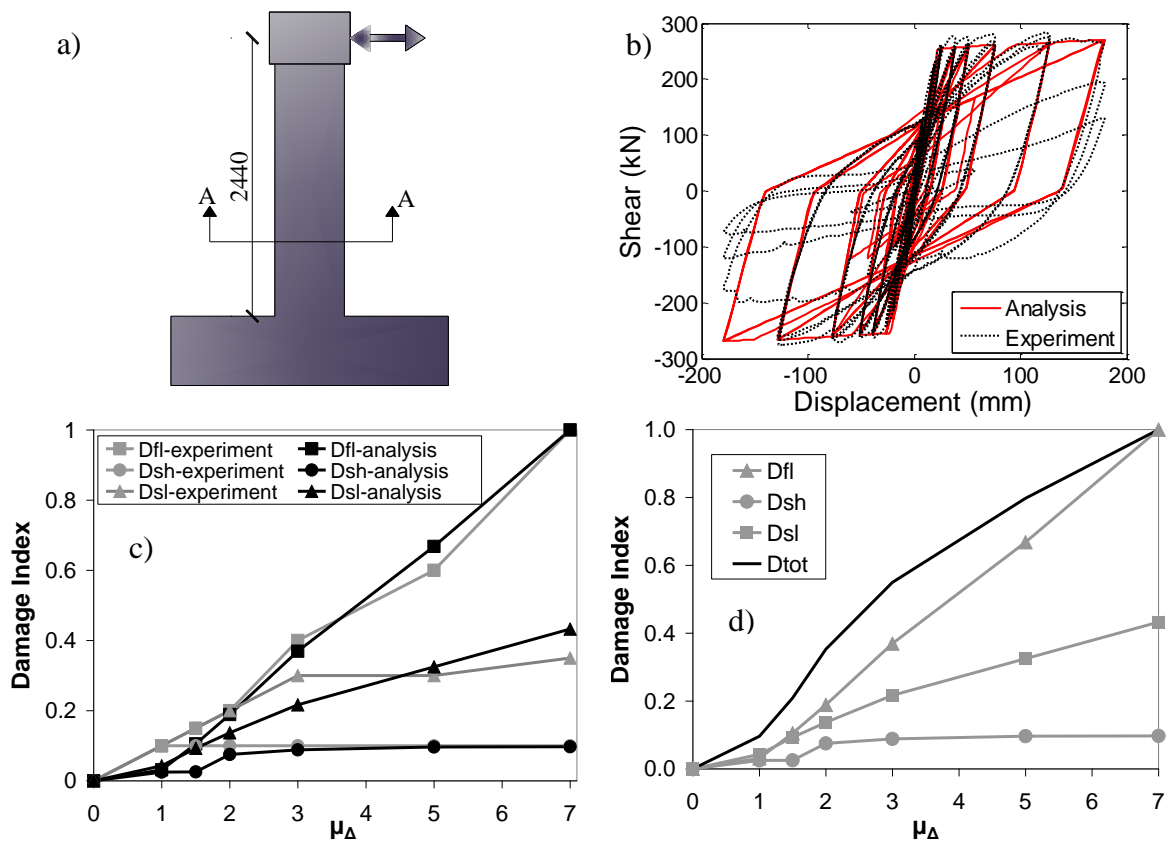 a)
2440
A
A
b)
300
200
100
0
-100
-200
-300
Shear (kN)
-200
-100
0
100
200
Displacement (mm)
Analysis
Experiment
c)
1
0.8
0.6
0.4
0.2
0
Damage Index
0
1
2
3
4
5
6
7
μΔ
Dfl-experiment
Dfl-analysis
Dsh-experiment
Dsh-analysis
Dsl-experiment
Dsl-analysis
d)
1.0
0.8
0.6
0.4
0.2
0.0
Damage Index
0
1
2
3
4
5
6
7
μΔ
Dfl
Dsh
Dsl
Dtot